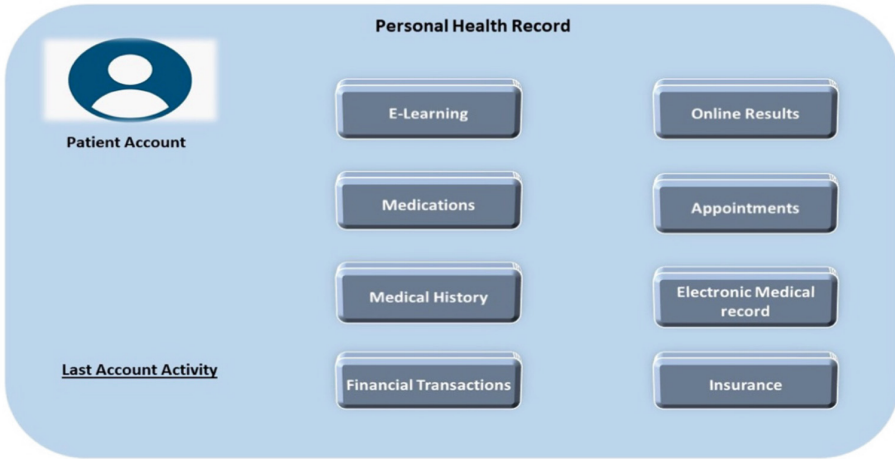 Personal Health Record
Patient Account
E-Learning
Online Results
Medications
Appointments
Medical History
Electronic Medical
record
Last Account Activity
Financial Transactions
Insurance